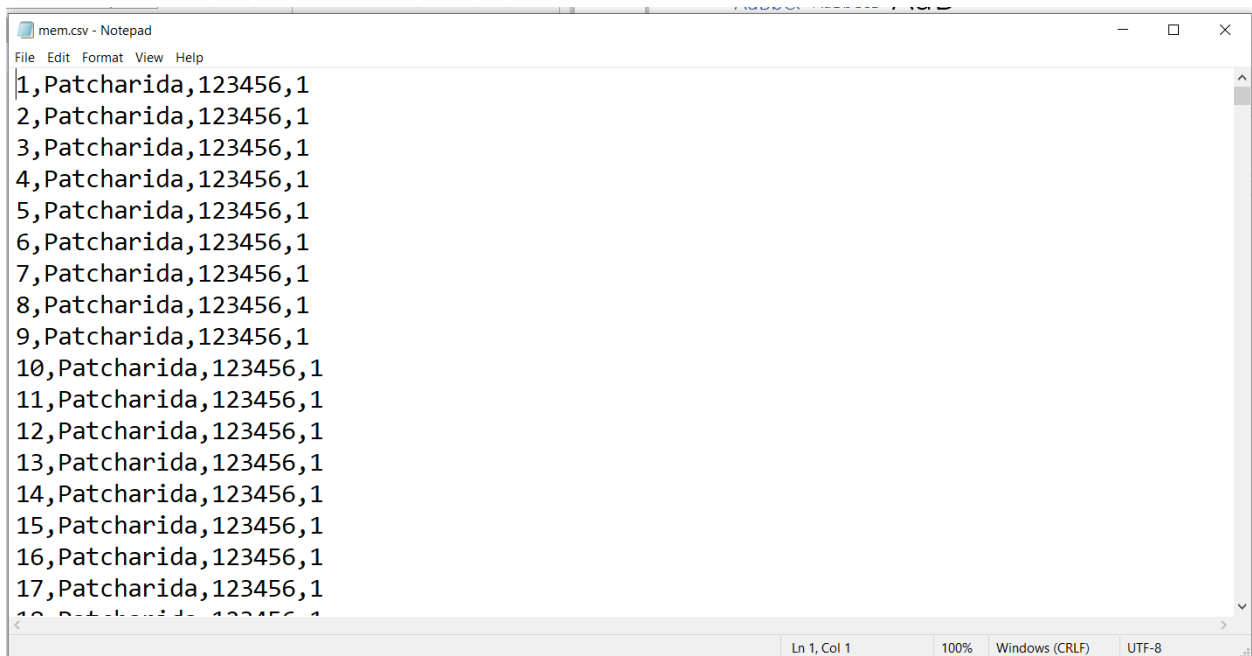 mem.csv - Notepad
File Edit Format View Help
1,Patcharida,123456,1
2,Patcharida,123456,1
3,Patcharida,123456,1
4,Patcharida,123456,1
5,Patcharida,123456,1
6,Patcharida,123456,1
7,Patcharida,123456,1
8,Patcharida,123456,1
9,Patcharida,123456,1
10,Patcharida,123456,1
11,Patcharida,123456,1
12,Patcharida,123456,1
13,Patcharida,123456,1
14,Patcharida,123456,1
15,Patcharida,123456,1
16,Patcharida,123456,1
17,Patcharida,123456,1
Ln 1, Col 1 100% Windows (CRLF) UTF-8